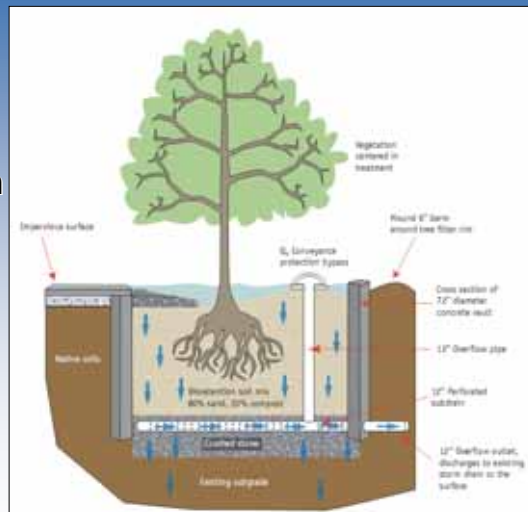 Vegetation
centered in
treatment
Mound 6" berm
around tree filter rim
Impervious surface
Qp Conveyance
protection bypass
Cross section of
72" diameter
concrete vault
Native soils
12" Overflow pipe
Bioretention soil mix
80% sand, 20% compost
12" Perforated
subdrain
Crushed stone
12" Overflow outlet,
discharges to existing
storm drain or the
surface
Existing subgrade